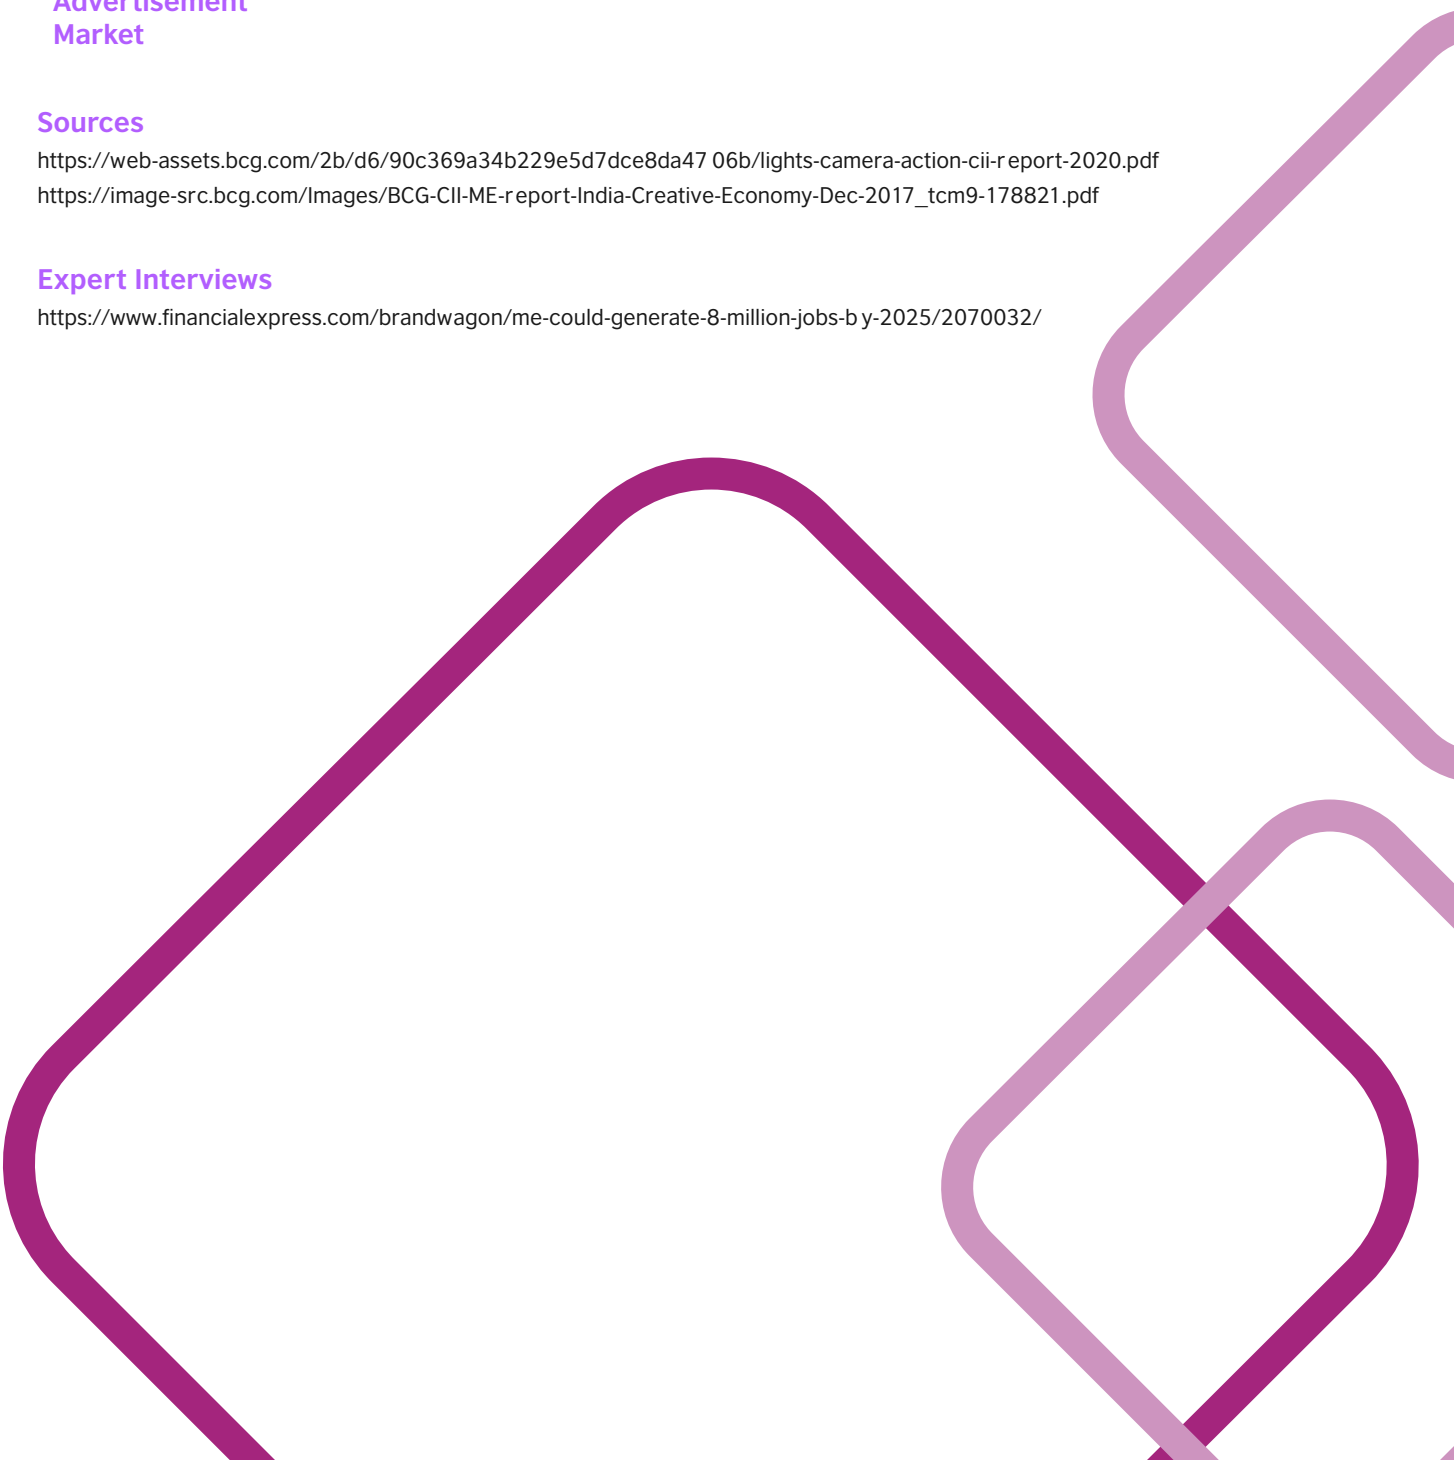 Advertisement
Market
Sources
https://web-assets.bcg.com/2b/d6/90c369a34b229e5d7dce8da47 06b/lights-camera-action-cii-report-2020.pdf
https://image-src.bcg.com/Images/BCG-CII-ME-report-India-Creative-Economy-Dec-2017_tcm9-178821.pdf
Expert Interviews
https://www.financialexpress.com/brandwagon/me-could-generate-8-million-jobs-b y-2025/2070032/